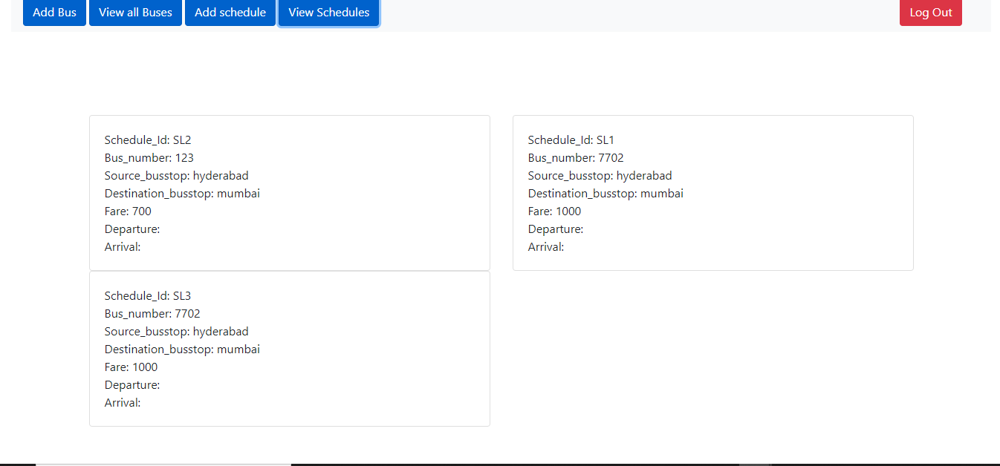 Add Bus
View all Buses
Add schedule
View Schedules
Log Out
Schedule_Id: SL2
Bus_number: 123
Source_busstop: hyderabad
Destination_busstop: mumbai
Fare: 700
Departure:
Arrival:
Schedule_Id: SL1
Bus_number: 7702
Source_busstop: hyderabad
Destination_busstop: mumbai
Fare: 1000
Departure:
Arrival:
Schedule_Id: SL3
Bus_number: 7702
Source_busstop: hyderabad
Destination_busstop: mumbai
Fare: 1000
Departure:
Arrival: